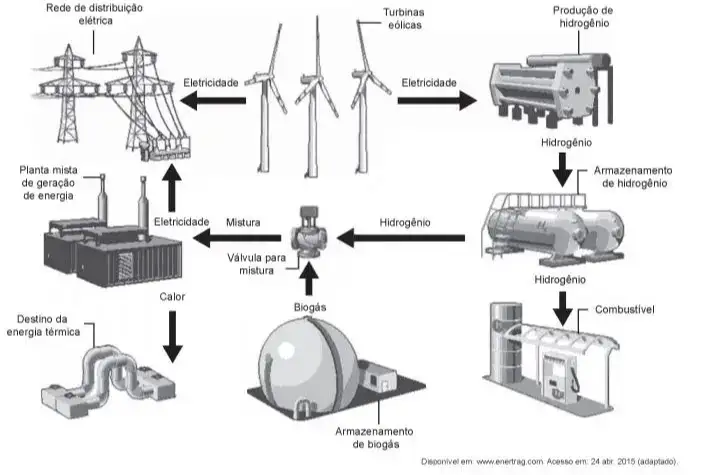 Rede de distribuição
elétrica
Turbinas
eólicas
Produção de
hidrogênio
Eletricidade
Eletricidade
Hidrogênio
Planta mista
de geração
de energia
Armazenamento
de hidrogênio
Eletricidade
Mistura
Hidrogênio
Válvula para
mistura
Hidrogênio
Calor
Biogás
Combustível
Destino da
energia térmica
Armazenamento
de biogás
Disponível em: www.enertrag.com. Acesso em: 24 abr. 2015 (adaptado).